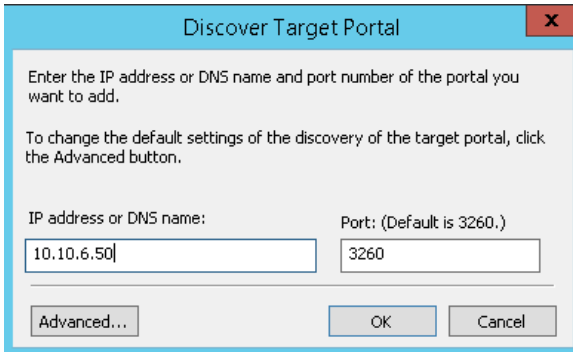 Discover Target Portal
x
Enter the IP address or DNS name and port number of the portal you
want to add.
To change the default settings of the discovery of the target portal, click
the Advanced button.
IP address or DNS name:
Port: (Default is 3260.)
10.10.6.50
3260
Advanced...
OK
Cancel